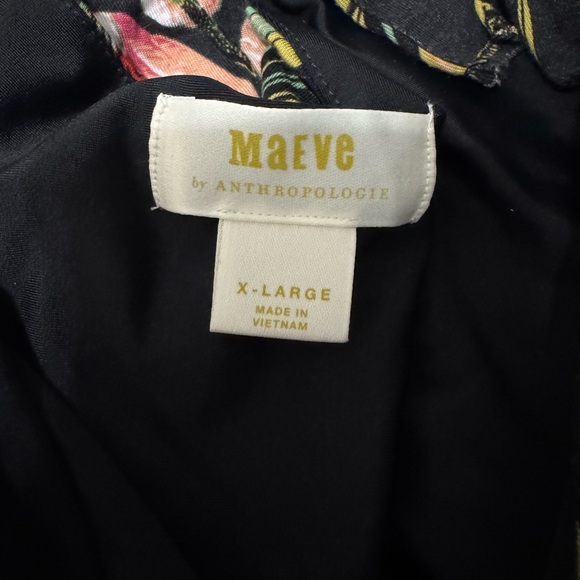 MaEve
by ANTHROPOLOGIE
X-LARGE
MADE IN
VIETNAM